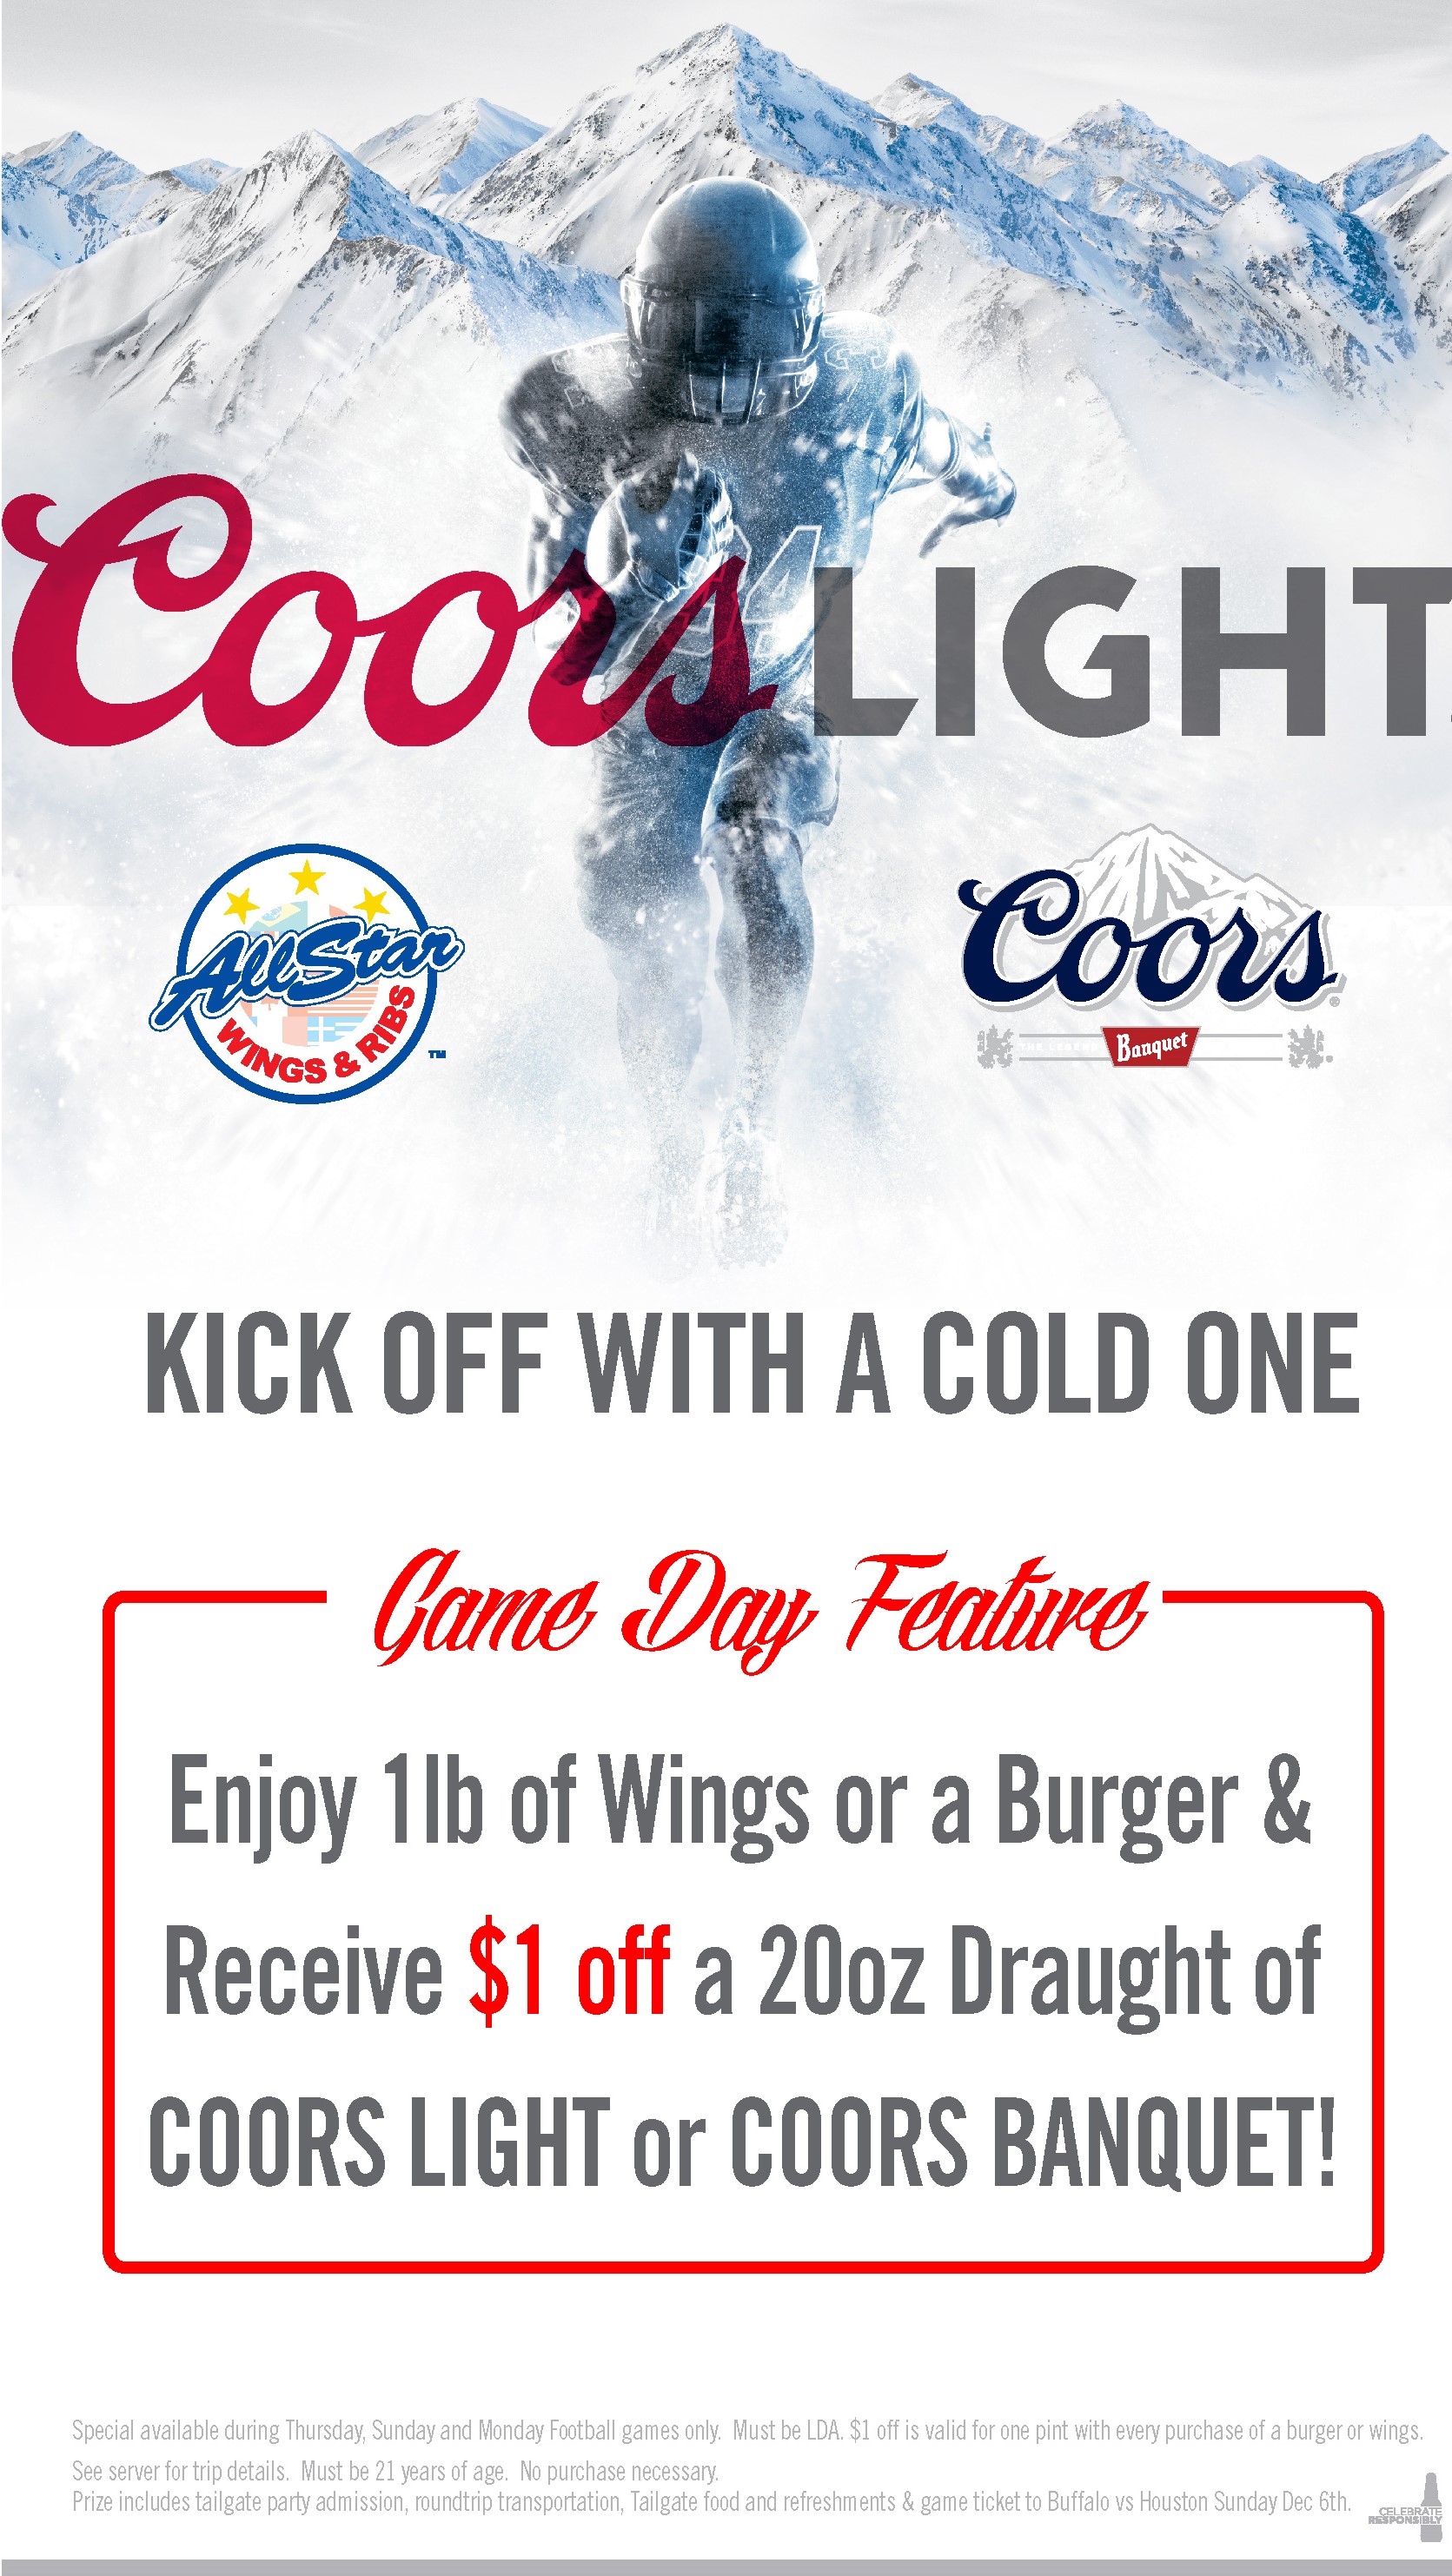 Coors LIGHT
AllStar
WINGS & RIBS
TM
Coors
Banquet
KICK OFF WITH A COLD ONE
Game Day Feature
Enjoy 1lb of Wings or a Burger &
Receive $1 off a 20oz Draught of
COORS LIGHT or COORS BANQUET!
Special available during Thursday, Sunday and Monday Football games only. Must be LDA. $1 off is valid for one pint with every purchase of a burger or wings.
See server for trip details. Must be 21 years of age. No purchase necessary.
Prize includes tailgate party admission, roundtrip transportation, Tailgate food and refreshments & game ticket to Buffalo vs Houston Sunday Dec 6th.
CELEBRATE
RESPONSIBLY